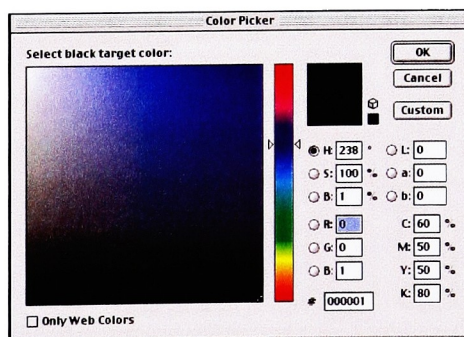 Color Picker
Select black target color:
OK
Cancel
Custom
H: 238 °
S: 100 %
B: 1 %
R: 0
G: 0
B: 1
# 000001
L: 0
a: 0
b: 0
C: 60 %
M: 50 %
Y: 50 %
K: 80 %
Only Web Colors